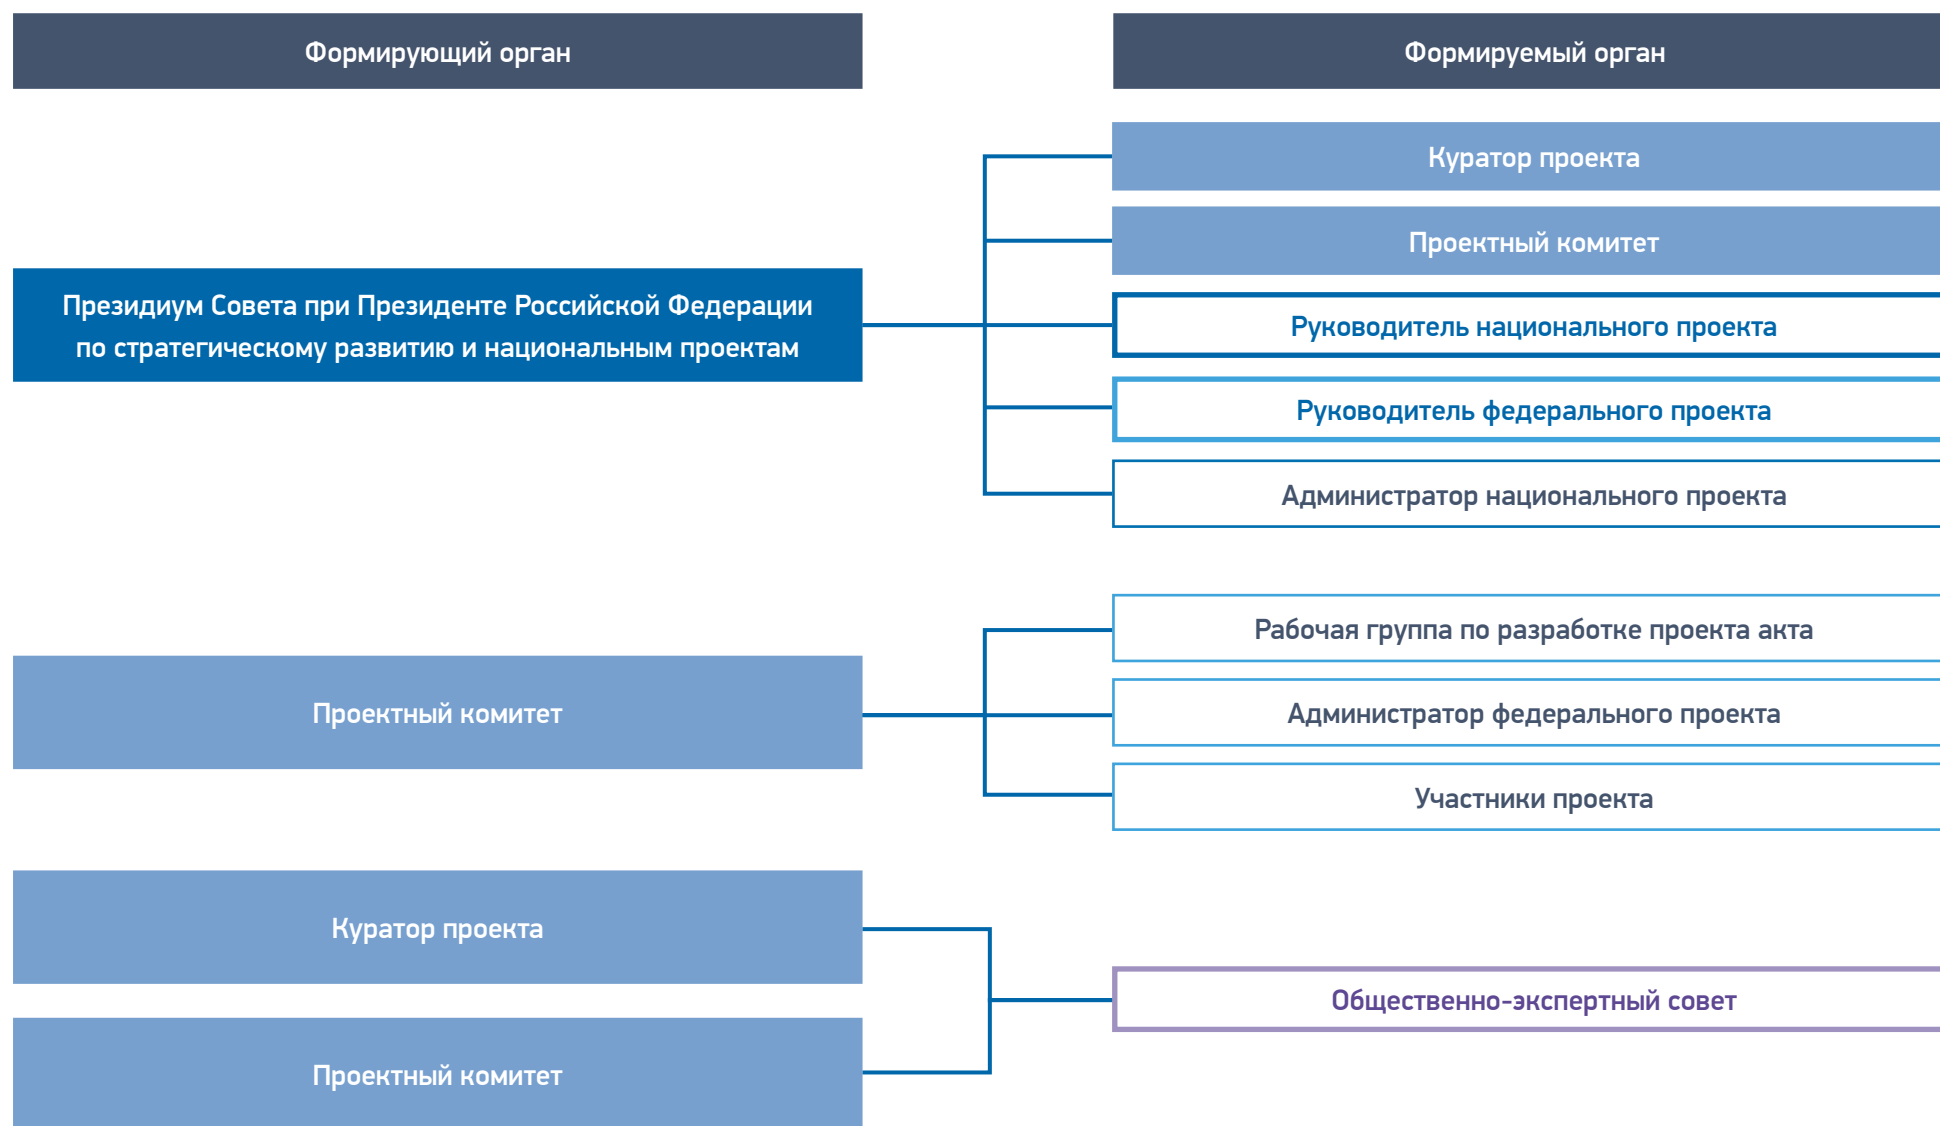 Формирующий орган
Формируемый орган
Куратор проекта
Проектный комитет
Президиум Совета при Президенте Российской Федерации
по стратегическому развитию и национальным проектам
Руководитель национального проекта
Руководитель федерального проекта
Администратор национального проекта
Рабочая группа по разработке проекта акта
Проектный комитет
Администратор федерального проекта
Участники проекта
Куратор проекта
Общественно-экспертный совет
Проектный комитет